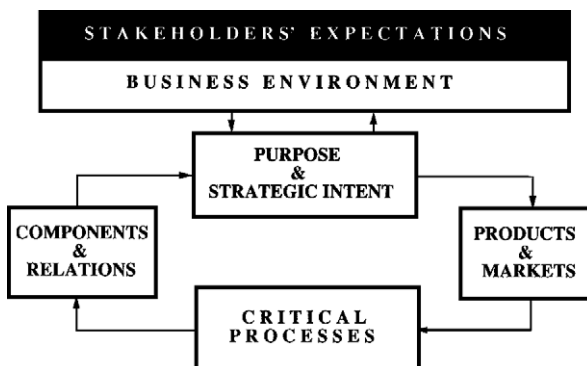 STAKEHOLDERS' EXPECTATIONS
BUSINESS ENVIRONMENT
PURPOSE
&
STRATEGIC INTENT
COMPONENTS
&
RELATIONS
PRODUCTS
&
MARKETS
CRITICAL
PROCESSES